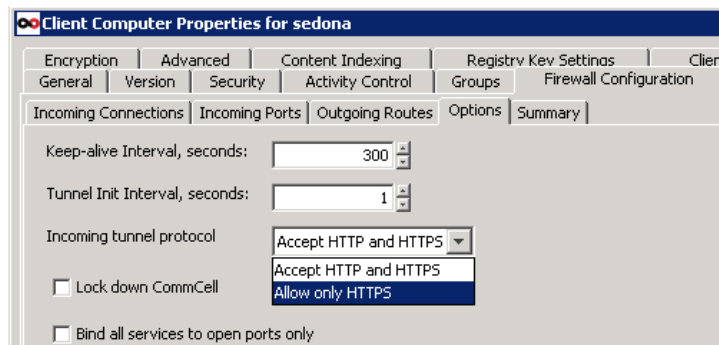 Client Computer Properties for sedona
Encryption Advanced Content Indexing Registry Key Settings
General Version Security Activity Control Groups Firewall Configuration
Incoming Connections Incoming Ports Outgoing Routes Options Summary
Keep-alive Interval, seconds: 300
Tunnel Init Interval, seconds: 1
Incoming tunnel protocol Accept HTTP and HTTPS
Accept HTTP and HTTPS
Lock down CommCell Allow only HTTPS
Bind all services to open ports only